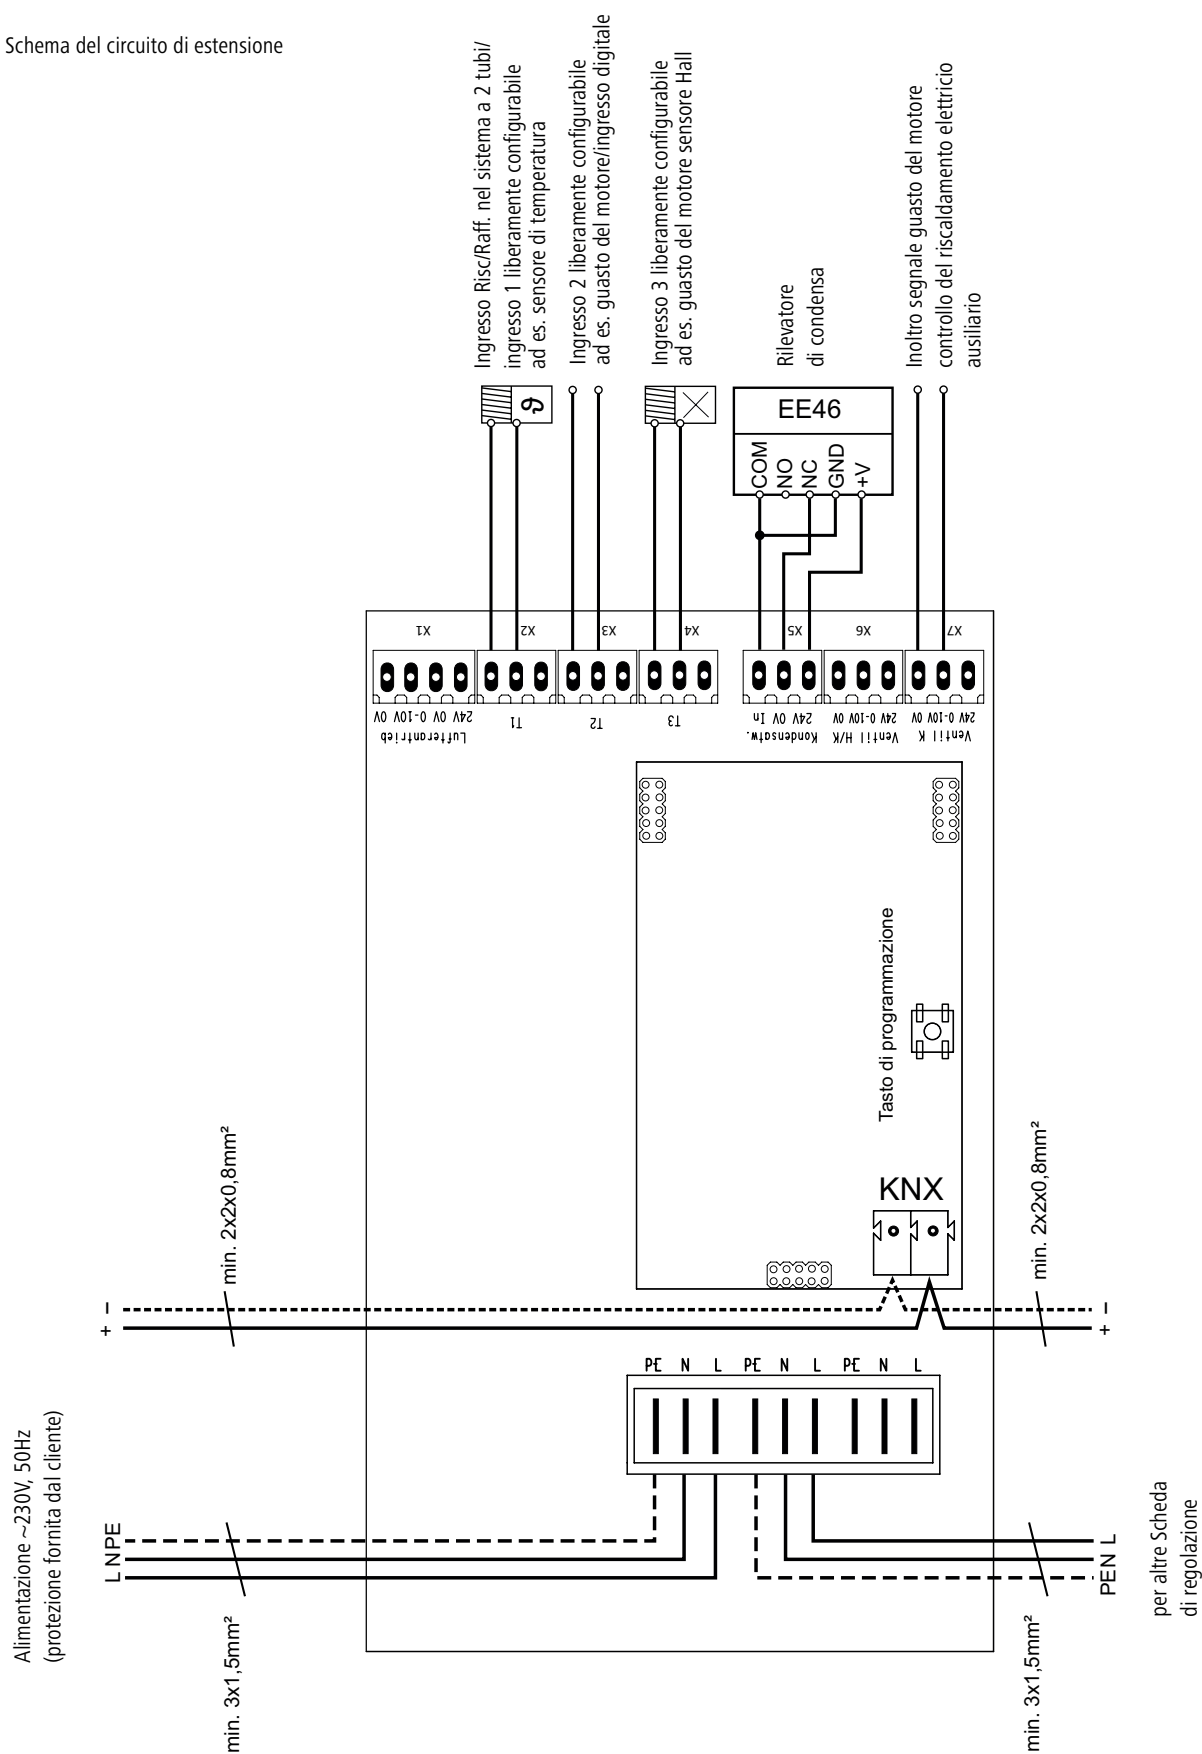 Schema del circuito di estensione
Ingresso Risc/Raff. nel sistema a 2 tubi/
ingresso 1 liberamente configurabile
ad es. sensore di temperatura
Ingresso 2 liberamente configurabile
ad es. guasto del motore/ingresso digitale
Ingresso 3 liberamente configurabile
ad es. guasto del motore sensore Hall
Rilevatore
di condensa
Inoltro segnale guasto del motore
controllo del riscaldamento elettricio
ausiliario
ϑ
EE46
COM
NO
NC
GND
+V
X1
X2
X3
X4
X5
X6
X7
24V 0V 0-10V 0V
Lufterantrieb
T1
T2
T3
24V 0V In
Kondensatw.
24V 0-10V 0V
Ventil H/K
24V 0-10V 0V
Ventil K
Tasto di programmazione
KNX
min. 2x2x0,8mm²
min. 2x2x0,8mm²
+ −
+ −
PE N L PE N L PE N L
Alimentazione ~230V, 50Hz
(protezione fornita dal cliente)
L N PE
min. 3x1,5mm²
PE N L
min. 3x1,5mm²
per altre Scheda
di regolazione